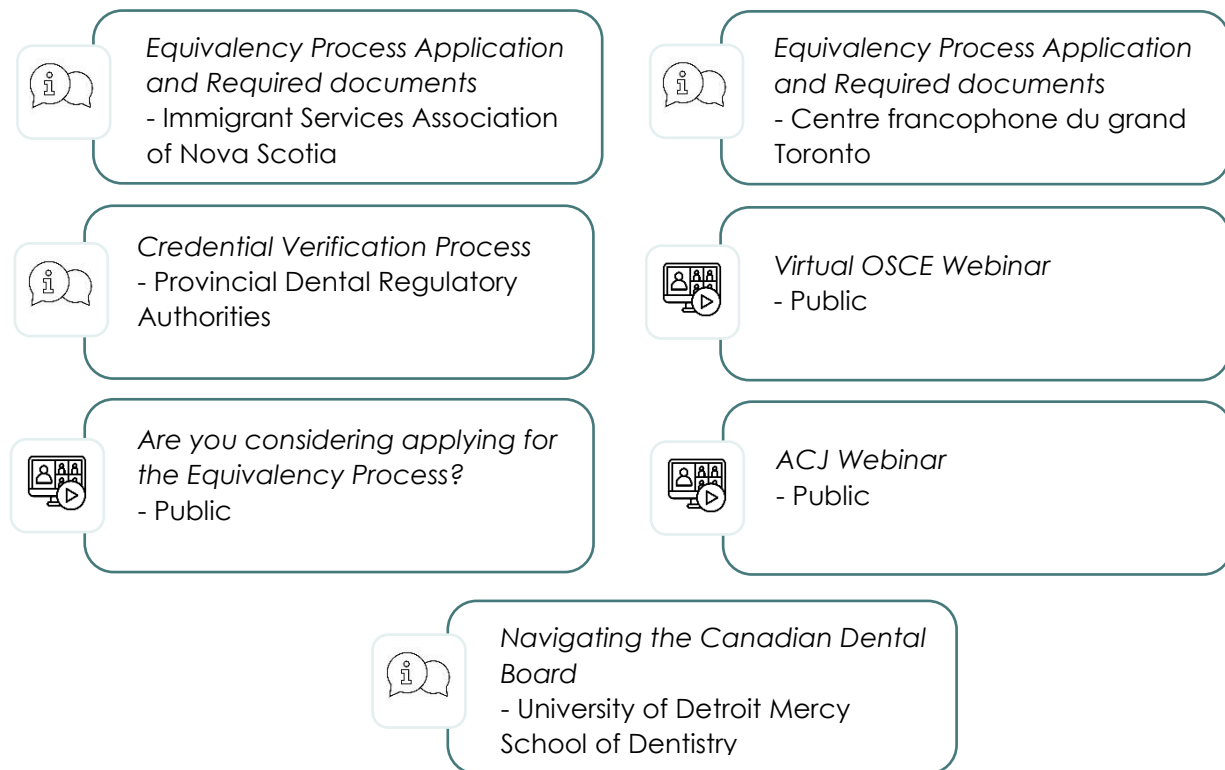 Equivalency Process Application
and Required documents
- Immigrant Services Association
of Nova Scotia
Equivalency Process Application
and Required documents
- Centre francophone du grand
Toronto
Credential Verification Process
- Provincial Dental Regulatory
Authorities
Virtual OSCE Webinar
- Public
Are you considering applying for
the Equivalency Process?
- Public
ACJ Webinar
- Public
Navigating the Canadian Dental
Board
- University of Detroit Mercy
School of Dentistry